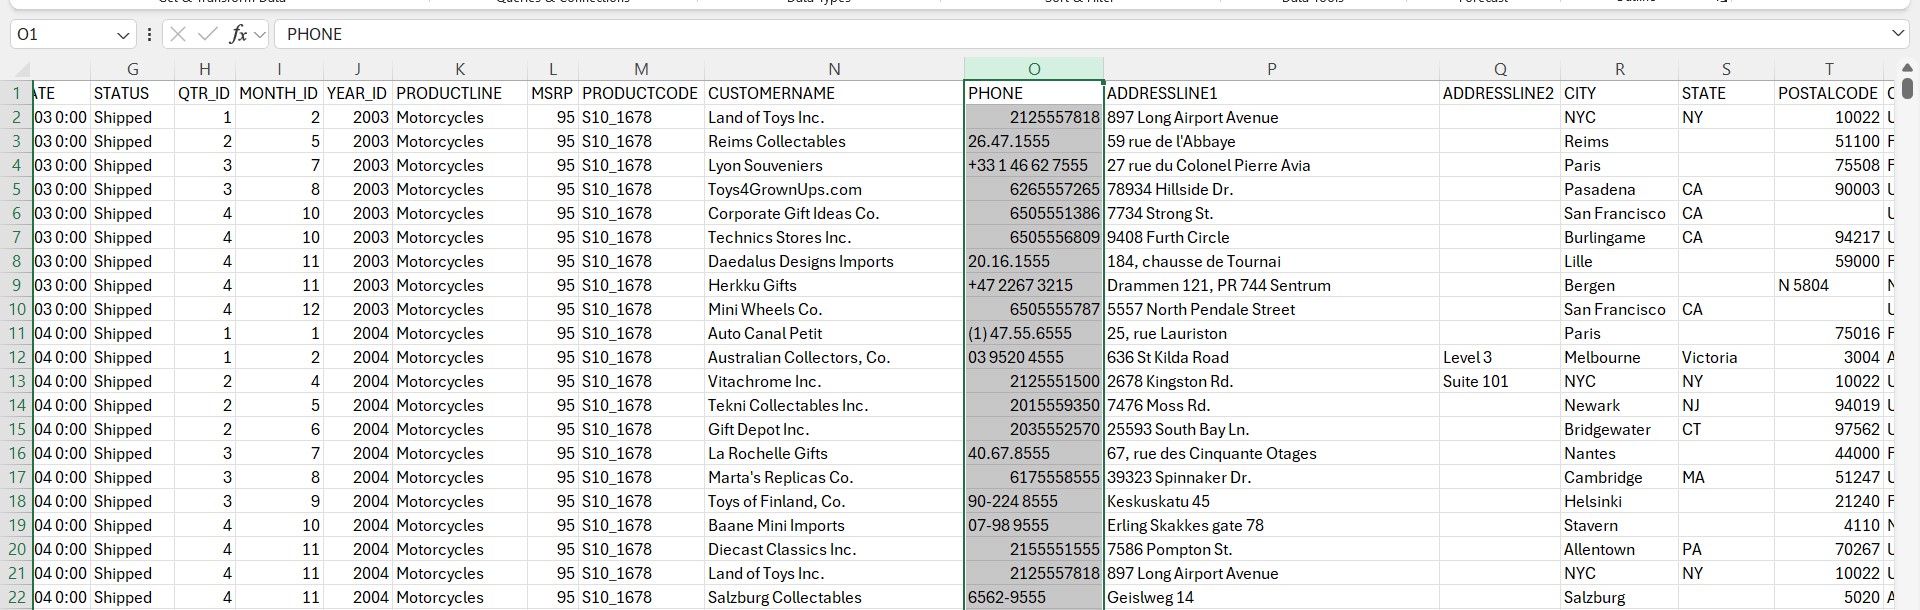 Get & Transform Data Queries & Connections Data Types Sort & Filter Data Tools Forecast Outline
O1 fx PHONE
G H I J K L M N O P Q R S T
1 ATE STATUS QTR_ID MONTH_ID YEAR_ID PRODUCTLINE MSRP PRODUCTCODE CUSTOMERNAME PHONE ADDRESSLINE1 ADDRESSLINE2 CITY STATE POSTALCODE C
2 03 0:00 Shipped 1 2 2003 Motorcycles 95 S10_1678 Land of Toys Inc. 2125557818 897 Long Airport Avenue NYC NY 10022 U
3 03 0:00 Shipped 2 5 2003 Motorcycles 95 S10_1678 Reims Collectables 26.47.1555 59 rue de l'Abbaye Reims 51100 F
4 03 0:00 Shipped 3 7 2003 Motorcycles 95 S10_1678 Lyon Souveniers +33 1 46 62 7555 27 rue du Colonel Pierre Avia Paris 75508 F
5 03 0:00 Shipped 3 8 2003 Motorcycles 95 S10_1678 Toys4GrownUps.com 6265557265 78934 Hillside Dr. Pasadena CA 90003 U
6 03 0:00 Shipped 4 10 2003 Motorcycles 95 S10_1678 Corporate Gift Ideas Co. 6505551386 7734 Strong St. San Francisco CA U
7 03 0:00 Shipped 4 10 2003 Motorcycles 95 S10_1678 Technics Stores Inc. 6505556809 9408 Furth Circle Burlingame CA 94217 U
8 03 0:00 Shipped 4 11 2003 Motorcycles 95 S10_1678 Daedalus Designs Imports 20.16.1555 184, chausse de Tournai Lille 59000 F
9 03 0:00 Shipped 4 11 2003 Motorcycles 95 S10_1678 Herkku Gifts +47 2267 3215 Drammen 121, PR 744 Sentrum Bergen N 5804 N
10 03 0:00 Shipped 4 12 2003 Motorcycles 95 S10_1678 Mini Wheels Co. 6505555787 5557 North Pendale Street San Francisco CA U
11 04 0:00 Shipped 1 1 2004 Motorcycles 95 S10_1678 Auto Canal Petit (1) 47.55.6555 25, rue Lauriston Paris 75016 F
12 04 0:00 Shipped 1 2 2004 Motorcycles 95 S10_1678 Australian Collectors, Co. 03 9520 4555 636 St Kilda Road Level 3 Melbourne Victoria 3004 A
13 04 0:00 Shipped 2 4 2004 Motorcycles 95 S10_1678 Vitachrome Inc. 2125551500 2678 Kingston Rd. Suite 101 NYC NY 10022 U
14 04 0:00 Shipped 2 5 2004 Motorcycles 95 S10_1678 Tekni Collectables Inc. 2015559350 7476 Moss Rd. Newark NJ 94019 U
15 04 0:00 Shipped 2 6 2004 Motorcycles 95 S10_1678 Gift Depot Inc. 2035552570 25593 South Bay Ln. Bridgewater CT 97562 U
16 04 0:00 Shipped 3 7 2004 Motorcycles 95 S10_1678 La Rochelle Gifts 40.67.8555 67, rue des Cinquante Otages Nantes 44000 F
17 04 0:00 Shipped 3 8 2004 Motorcycles 95 S10_1678 Marta's Replicas Co. 6175558555 39323 Spinnaker Dr. Cambridge MA 51247 U
18 04 0:00 Shipped 3 9 2004 Motorcycles 95 S10_1678 Toys of Finland, Co. 90-224 8555 Keskuskatu 45 Helsinki 21240 F
19 04 0:00 Shipped 4 10 2004 Motorcycles 95 S10_1678 Baane Mini Imports 07-98 9555 Erling Skakkes gate 78 Stavern 4110 N
20 04 0:00 Shipped 4 11 2004 Motorcycles 95 S10_1678 Diecast Classics Inc. 2155551555 7586 Pompton St. Allentown PA 70267 U
21 04 0:00 Shipped 4 11 2004 Motorcycles 95 S10_1678 Land of Toys Inc. 2125557818 897 Long Airport Avenue NYC NY 10022 U
22 04 0:00 Shipped 4 11 2004 Motorcycles 95 S10_1678 Salzburg Collectables 6562-9555 Geislweg 14 Salzburg 5020 A